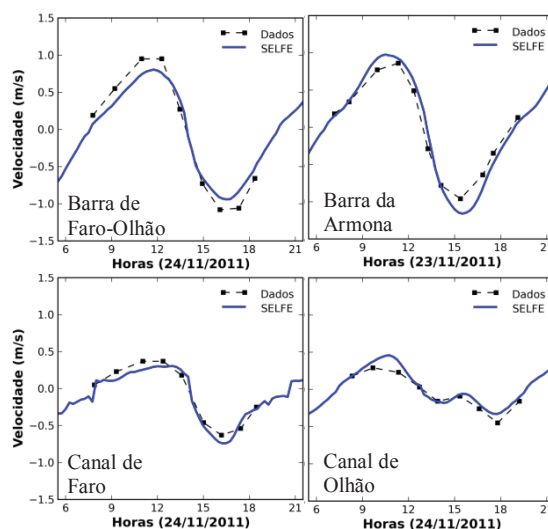 Velocidade (m/s)
1.5
1.0
0.5
0.0
−0.5
−1.0
−1.5
Dados
SELFE
Barra de
Faro-Olhão
6 9 12 15 18 21
Horas (24/11/2011)
Dados
SELFE
Barra da
Armona
6 9 12 15 18 21
Horas (23/11/2011)
Velocidade (m/s)
1.5
1.0
0.5
0.0
−0.5
−1.0
−1.5
Dados
SELFE
Canal de
Faro
6 9 12 15 18 21
Horas (24/11/2011)
Dados
SELFE
Canal de
Olhão
6 9 12 15 18 21
Horas (24/11/2011)